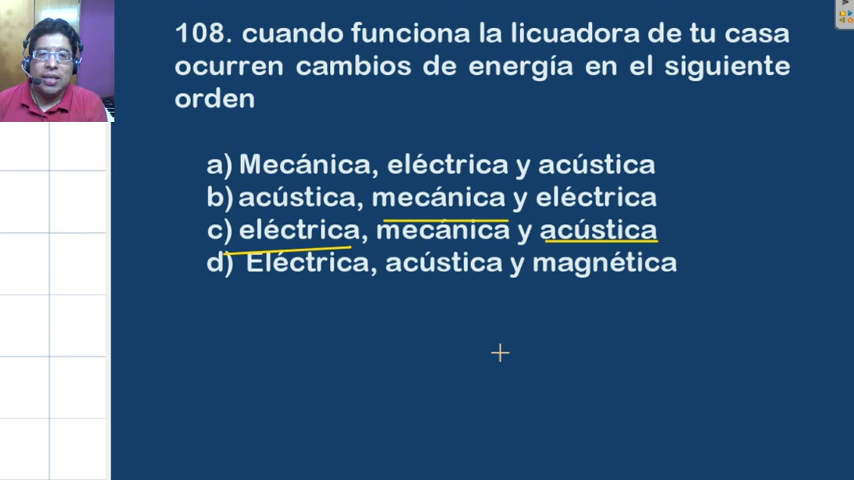 108. cuando funciona la licuadora de tu casa
ocurren cambios de energía en el siguiente
orden
a) Mecánica, eléctrica y acústica
b) acústica, mecánica y eléctrica
c) eléctrica, mecánica y acústica
d) Eléctrica, acústica y magnética